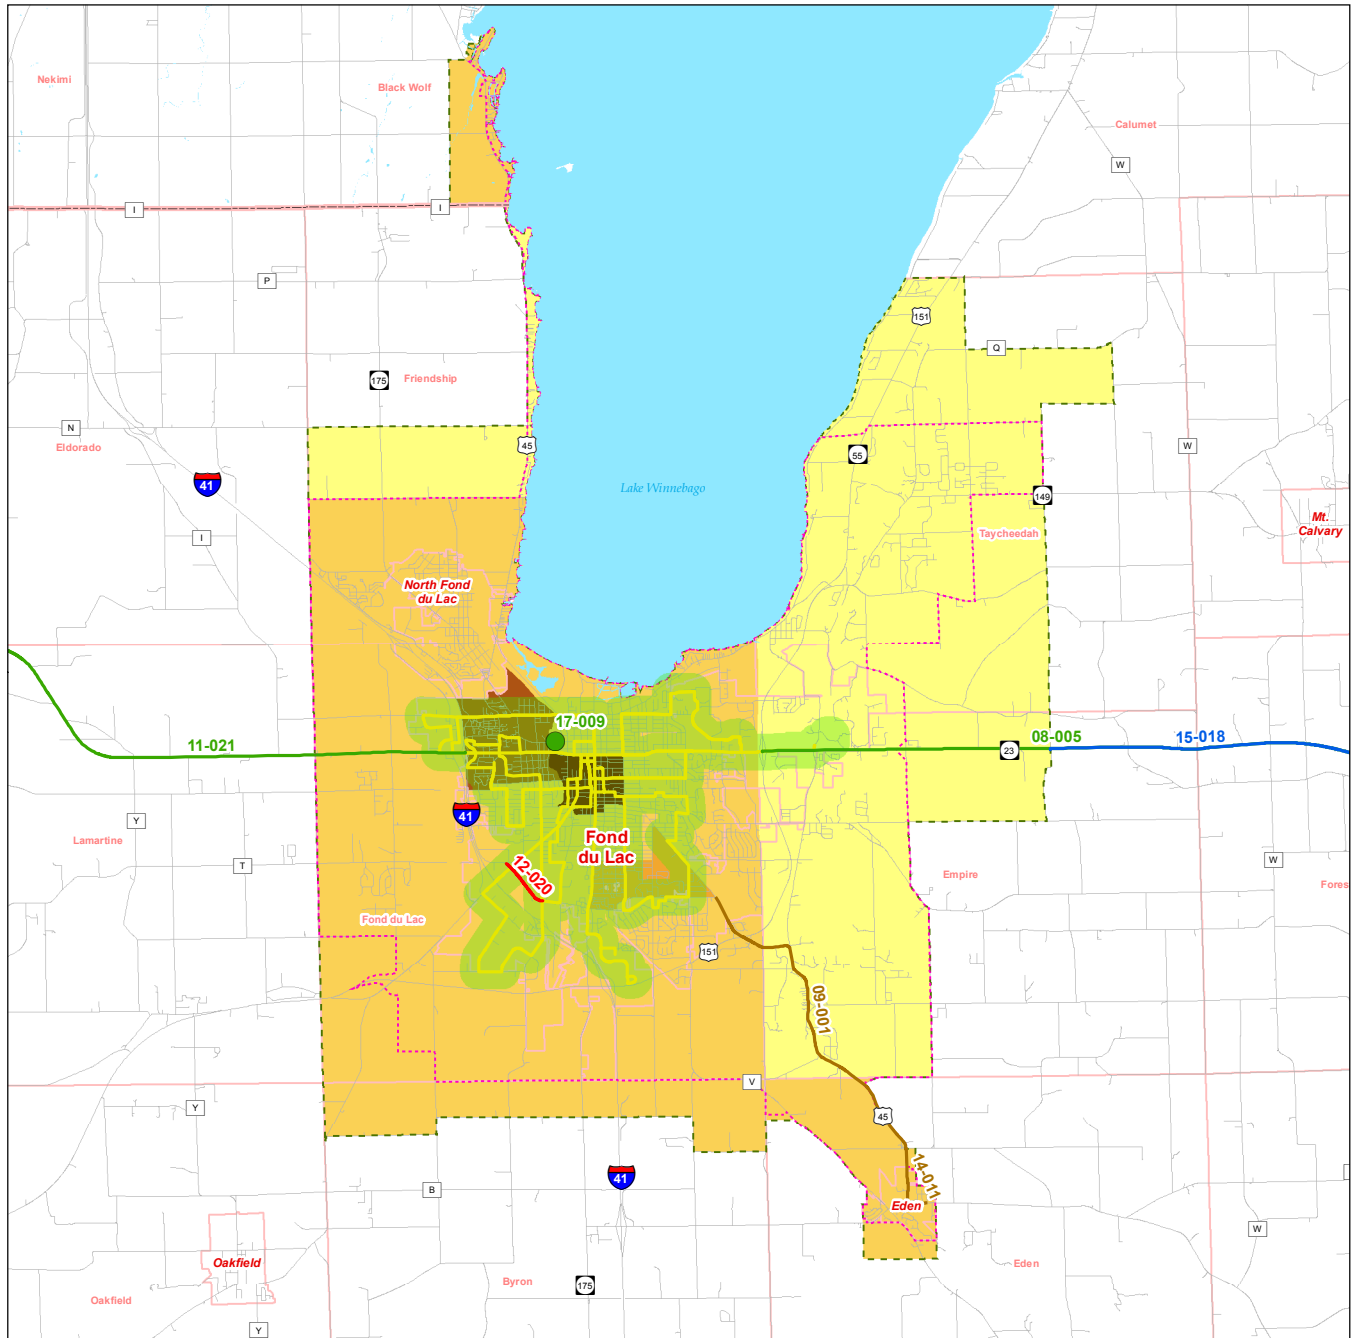 Nekimi
Black Wolf
Calumet
W
I
I
P
151
Q
175
Friendship
N
Eldorado
45
W
55
41
Lake Winnebago
149
Mt.
Calvary
I
Taycheedah
North Fond
du Lac
17-009
11-021
08-005
15-018
23
41
Y
Lamartine
Fond
du Lac
T
W
12-020
Empire
Fores
Fond du Lac
151
09-001
V
Y
45
14-011
41
B
Eden
W
Oakfield
Eden
Byron
175
Oakfield
Y